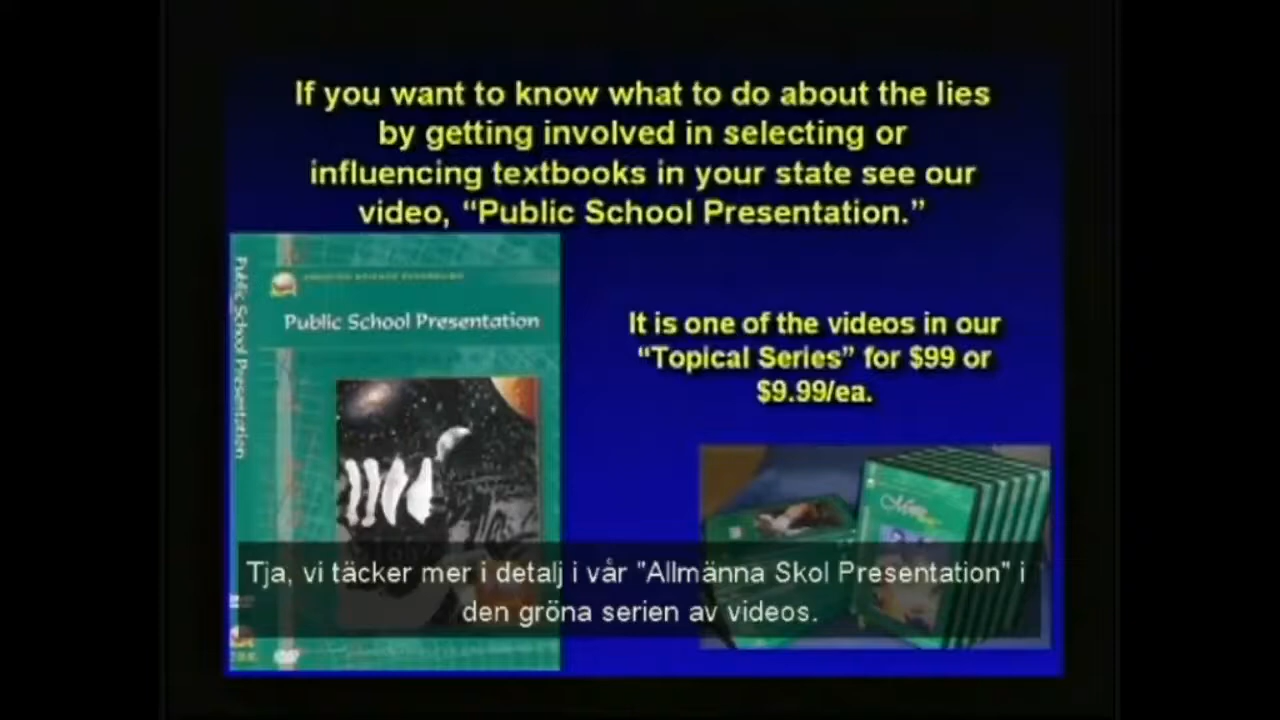 If you want to know what to do about the lies
by getting involved in selecting or
influencing textbooks in your state see our
video, “Public School Presentation.”
Public School Presentation
Public School Presentation
It is one of the videos in our
“Topical Series” for $99 or
$9.99/ea.
Tja, vi täcker mer i detalj i vår "Allmänna Skol Presentation" i
den gröna serien av videos.